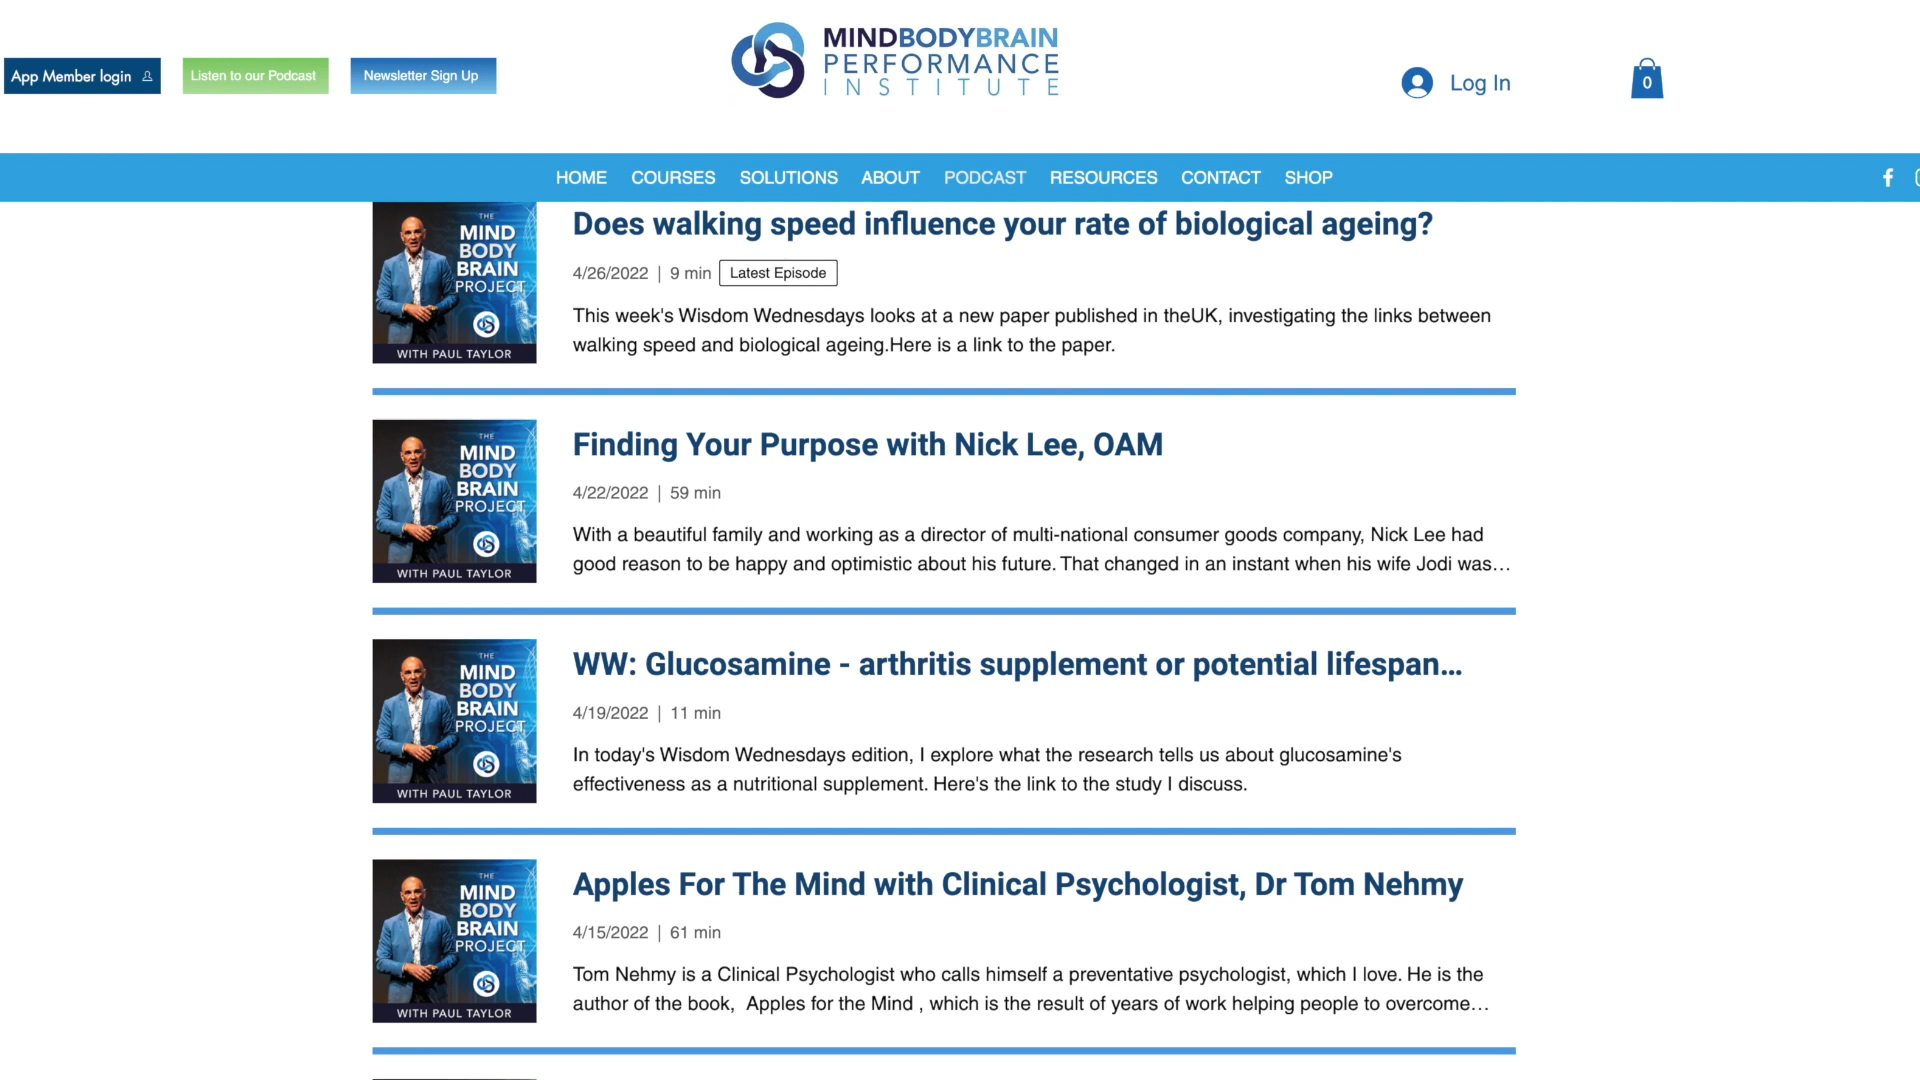 MINDBODYBRAIN
PERFORMANCE
INSTITUTE
App Member login
Listen to our Podcast
Newsletter Sign Up
Log In
0
HOME COURSES SOLUTIONS ABOUT PODCAST RESOURCES CONTACT SHOP
THE
MIND
BODY
BRAIN
PROJECT
WITH PAUL TAYLOR
Does walking speed influence your rate of biological ageing?
4/26/2022 | 9 min Latest Episode
This week's Wisdom Wednesdays looks at a new paper published in theUK, investigating the links between
walking speed and biological ageing.Here is a link to the paper.
THE
MIND
BODY
BRAIN
PROJECT
WITH PAUL TAYLOR
Finding Your Purpose with Nick Lee, OAM
4/22/2022 | 59 min
With a beautiful family and working as a director of multi-national consumer goods company, Nick Lee had
good reason to be happy and optimistic about his future. That changed in an instant when his wife Jodi was…
THE
MIND
BODY
BRAIN
PROJECT
WITH PAUL TAYLOR
WW: Glucosamine - arthritis supplement or potential lifespan…
4/19/2022 | 11 min
In today's Wisdom Wednesdays edition, I explore what the research tells us about glucosamine's
effectiveness as a nutritional supplement. Here's the link to the study I discuss.
THE
MIND
BODY
BRAIN
PROJECT
WITH PAUL TAYLOR
Apples For The Mind with Clinical Psychologist, Dr Tom Nehmy
4/15/2022 | 61 min
Tom Nehmy is a Clinical Psychologist who calls himself a preventative psychologist, which I love. He is the
author of the book, Apples for the Mind , which is the result of years of work helping people to overcome…